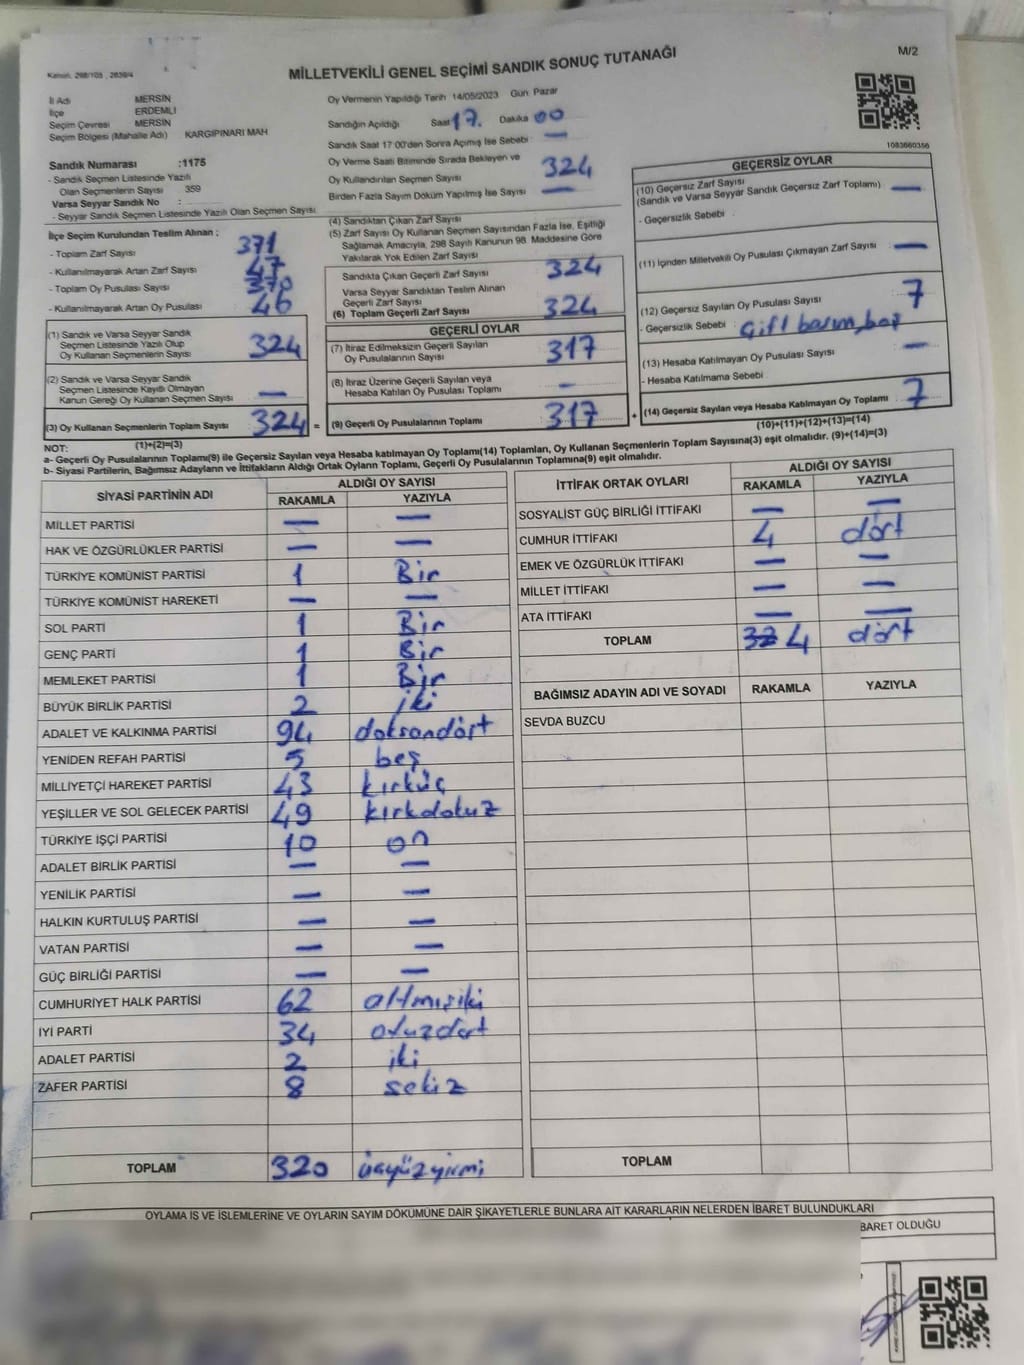 Kanun, 298/105 , 2839/4
MİLLETVEKİLİ GENEL SEÇİMİ SANDIK SONUÇ TUTANAĞI
M/2
İl Adı MERSİN
İlçe ERDEMLİ
Seçim Çevresi MERSİN
Seçim Bölgesi (Mahalle Adı) KARGIPINARI MAH
Sandık Numarası :1175
- Sandık Seçmen Listesinde Yazılı
Olan Seçmenlerin Sayısı 359
Varsa Seyyar Sandık No :
- Seyyar Sandık Seçmen Listesinde Yazılı Olan Seçmen Sayısı
Oy Vermenin Yapıldığı Tarih 14/05/2023 Gün: Pazar
Sandığın Açıldığı Saat 17. Dakika 00
Sandık Saat 17.00'den Sonra Açımış İse Sebebi : —
Oy Verme Saati Bitiminde Sırada Bekleyen ve
Oy Kullandırılan Seçmen Sayısı 324
Birden Fazla Sayım Döküm Yapılmış İse Sayısı —
1083660356
İlçe Seçim Kurulundan Teslim Alınan ;
- Toplam Zarf Sayısı 371
- Kullanılmayarak Artan Zarf Sayısı 47
- Toplam Oy Pusulası Sayısı 370
- Kullanılmayarak Artan Oy Pusulası 46
(1) Sandık ve Varsa Seyyar Sandık
Seçmen Listesinde Yazılı Olup
Oy Kullanan Seçmenlerin Sayısı 324
(2) Sandık ve Varsa Seyyar Sandık
Seçmen Listesinde Kayıtlı Olmayan
Kanun Gereği Oy Kullanan Seçmen Sayısı —
(3) Oy Kullanan Seçmenlerin Toplam Sayısı 324 =
(1)+(2)=(3)
(4) Sandıktan Çıkan Zarf Sayısı
(5) Zarf Sayısı Oy Kullanan Seçmen Sayısından Fazla İse, Eşitliği
Sağlamak Amacıyla, 298 Sayılı Kanunun 98. Maddesine Göre
Yakılarak Yok Edilen Zarf Sayısı
Sandıkta Çıkan Geçerli Zarf Sayısı 324
Varsa Seyyar Sandıktan Teslim Alınan
Geçerli Zarf Sayısı
(6) Toplam Geçerli Zarf Sayısı 324
GEÇERLİ OYLAR
(7) İtiraz Edilmeksizin Geçerli Sayılan
Oy Pusulalarının Sayısı 317
(8) İtiraz Üzerine Geçerli Sayılan veya
Hesaba Katılan Oy Pusulası Toplamı —
(9) Geçerli Oy Pusulalarının Toplamı 317 +
GEÇERSİZ OYLAR
(10) Geçersiz Zarf Sayısı
(Sandık ve Varsa Seyyar Sandık Geçersiz Zarf Toplamı) —
- Geçersizlik Sebebi :
(11) İçinden Milletvekili Oy Pusulası Çıkmayan Zarf Sayısı —
(12) Geçersiz Sayılan Oy Pusulası Sayısı 7
- Geçersizlik Sebebi :
(13) Hesaba Katılmayan Oy Pusulası Sayısı —
- Hesaba Katılmama Sebebi
(14) Geçersiz Sayılan veya Hesaba Katılmayan Oy Toplamı 7
(10)+(11)+(12)+(13)=(14)
NOT:
a- Geçerli Oy Pusulalarının Toplamı(9) ile Geçersiz Sayılan veya Hesaba katılmayan Oy Toplamı(14) Toplamları, Oy Kullanan Seçmenlerin Toplam Sayısına(3) eşit olmalıdır. (9)+(14)=(3)
b- Siyasi Partilerin, Bağımsız Adayların ve İttifakların Aldığı Ortak Oyların Toplamı, Geçerli Oy Pusulalarının Toplamına(9) eşit olmalıdır.
SİYASİ PARTİNİN ADI ALDIĞI OY SAYISI
RAKAMLA YAZIYLA
MİLLET PARTİSİ — —
HAK VE ÖZGÜRLÜKLER PARTİSİ — —
TÜRKİYE KOMÜNİST PARTİSİ 1 Bir
TÜRKİYE KOMÜNİST HAREKETİ — —
SOL PARTİ 1 Bir
GENÇ PARTİ 1 Bir
MEMLEKET PARTİSİ 1 Bir
BÜYÜK BİRLİK PARTİSİ 2 iki
ADALET VE KALKINMA PARTİSİ 94 doksandört
YENİDEN REFAH PARTİSİ 5 beş
MİLLİYETÇİ HAREKET PARTİSİ 43 kırküç
YEŞİLLER VE SOL GELECEK PARTİSİ 49 kırkdokuz
TÜRKİYE İŞÇİ PARTİSİ 10 on
ADALET BİRLİK PARTİSİ — —
YENİLİK PARTİSİ — —
HALKIN KURTULUŞ PARTİSİ — —
VATAN PARTİSİ — —
GÜÇ BİRLİĞİ PARTİSİ — —
CUMHURİYET HALK PARTİSİ 62 altmışiki
İYİ PARTİ 34 otuzdört
ADALET PARTİSİ 2 iki
ZAFER PARTİSİ 8 sekiz
TOPLAM 320 üçyüzyirmi
İTTİFAK ORTAK OYLARI ALDIĞI OY SAYISI
RAKAMLA YAZIYLA
SOSYALİST GÜÇ BİRLİĞİ İTTİFAKI — —
CUMHUR İTTİFAKI 4 dört
EMEK VE ÖZGÜRLÜK İTTİFAKI — —
MİLLET İTTİFAKI — —
ATA İTTİFAKI — —
TOPLAM 4 dört
BAĞIMSIZ ADAYIN ADI VE SOYADI RAKAMLA YAZIYLA
SEVDA BUZCU
TOPLAM
OYLAMA İŞ VE İŞLEMLERİNE VE OYLARIN SAYIM DÖKÜMÜNE DAİR ŞİKAYETLERLE BUNLARA AİT KARARLARIN NELERDEN İBARET BULUNDUKLARI
BARET OLDUĞU